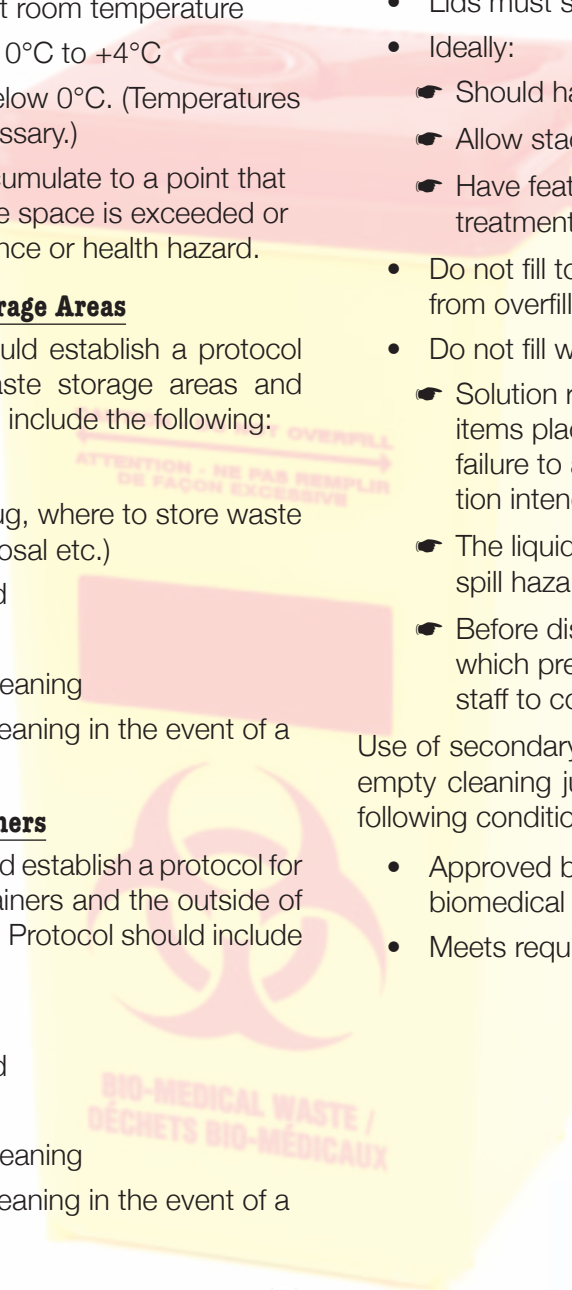 t room temperature
0°C to +4°C
elow 0°C. (Temperatures
ssary.)
cumulate to a point that
e space is exceeded or
nce or health hazard.
rage Areas
uld establish a protocol
aste storage areas and
include the following:
ug, where to store waste
osal etc.)
d
eaning
eaning in the event of a
ners
d establish a protocol for
ainers and the outside of
Protocol should include
d
eaning
eaning in the event of a
• Lids must s
• Ideally:
☛ Should ha
☛ Allow stac
☛ Have feat
treatment
• Do not fill to
from overfill
• Do not fill w
☛ Solution r
items plac
failure to a
tion intend
☛ The liquid
spill haza
☛ Before dis
which pre
staff to co
Use of secondary
empty cleaning ju
following conditio
• Approved b
biomedical
• Meets requi
NOT OVERFILL
ATTENTION - NE PAS REMPLIR
DE FAÇON EXCESSIVE
BIO-MEDICAL WASTE /
DÉCHETS BIO-MÉDICAUX